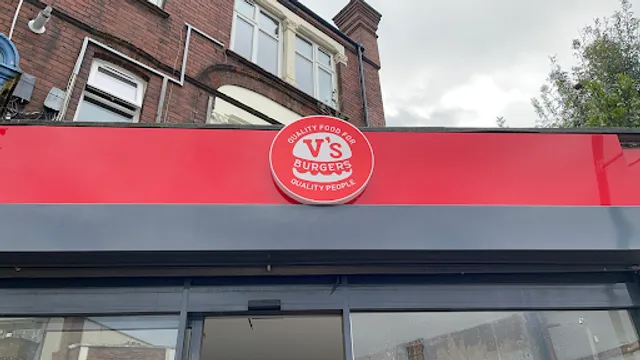 QUALITY FOOD FOR
V'S
BURGERS
QUALITY PEOPLE